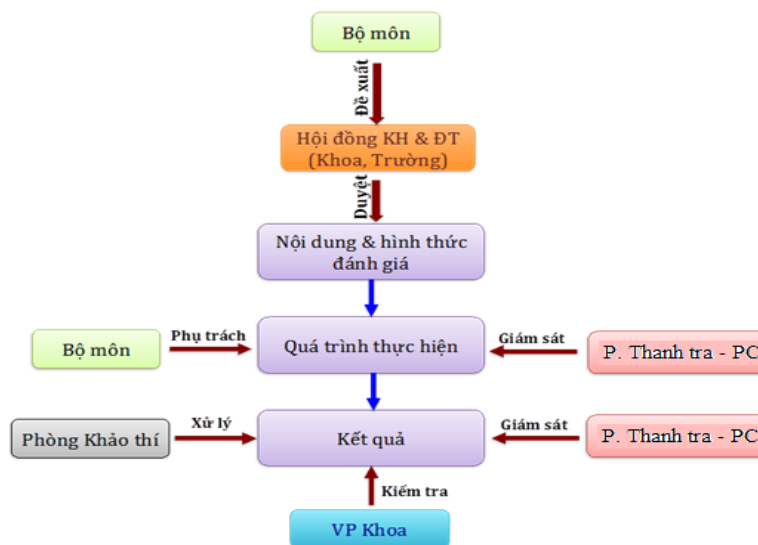 Bộ môn
Đề xuất
Hội đồng KH & ĐT
(Khoa, Trường)
Duyệt
Nội dung & hình thức
đánh giá
Bộ môn
Phụ trách
Quá trình thực hiện
Giám sát
P. Thanh tra - PC
Phòng Khảo thí
Xử lý
Kết quả
Giám sát
P. Thanh tra - PC
Kiểm tra
VP Khoa